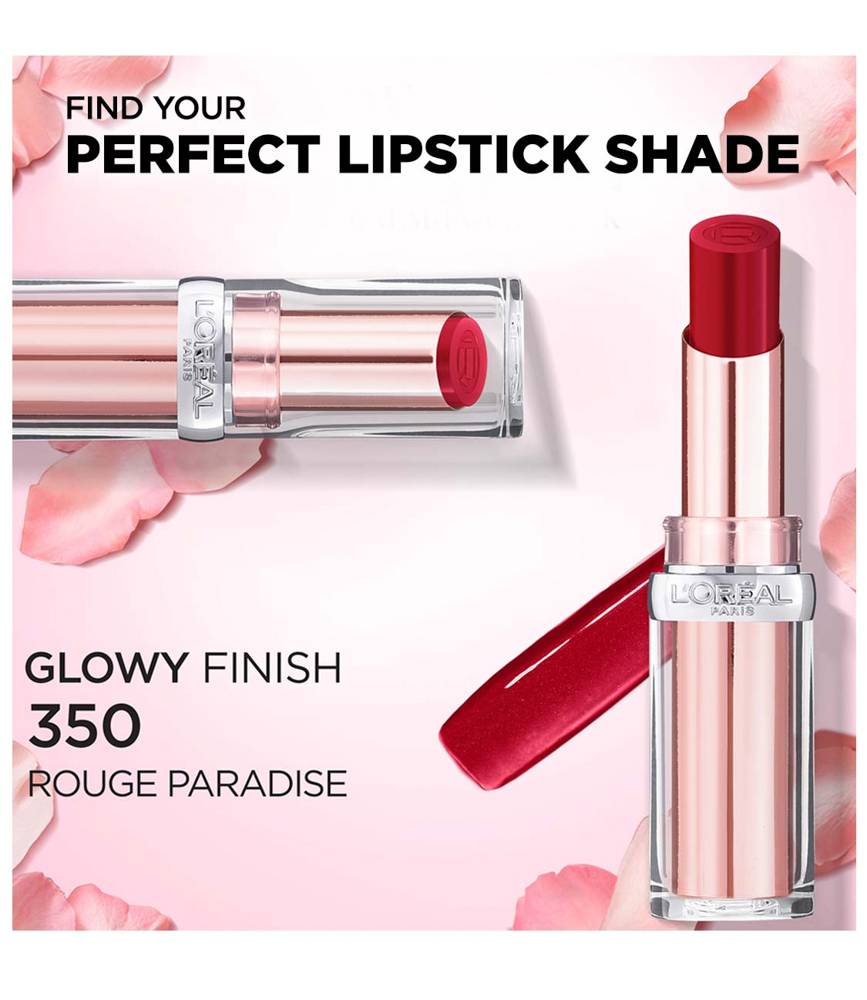 FIND YOUR
PERFECT LIPSTICK SHADE
L'ORÉAL
PARIS
L'ORÉAL
PARIS
GLOWY FINISH
350
ROUGE PARADISE